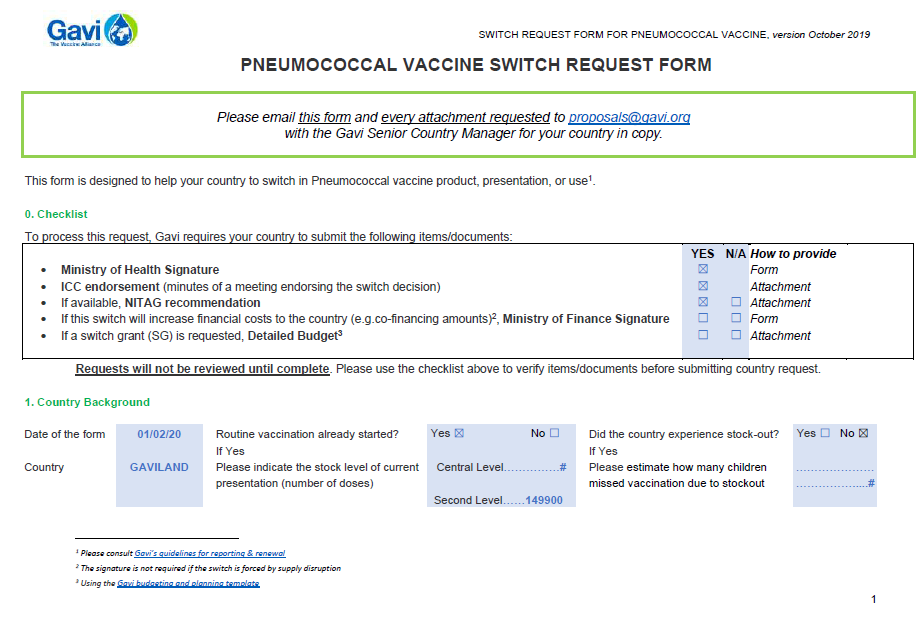 Gavi
The Vaccine Alliance
SWITCH REQUEST FORM FOR PNEUMOCOCCAL VACCINE, version October 2019
PNEUMOCOCCAL VACCINE SWITCH REQUEST FORM
Please email this form and every attachment requested to proposals@gavi.org
with the Gavi Senior Country Manager for your country in copy.
This form is designed to help your country to switch in Pneumococcal vaccine product, presentation, or use¹.
0. Checklist
To process this request, Gavi requires your country to submit the following items/documents:
YES N/A How to provide
• Ministry of Health Signature ☒ Form
• ICC endorsement (minutes of a meeting endorsing the switch decision) ☒ Attachment
• If available, NITAG recommendation ☒ ☐ Attachment
• If this switch will increase financial costs to the country (e.g.co-financing amounts)², Ministry of Finance Signature ☐ ☐ Form
• If a switch grant (SG) is requested, Detailed Budget³ ☐ ☐ Attachment
Requests will not be reviewed until complete. Please use the checklist above to verify items/documents before submitting country request.
1. Country Background
Date of the form 01/02/20 Routine vaccination already started? Yes ☒ No ☐ Did the country experience stock-out? Yes ☐ No ☒
If Yes If Yes
Country GAVILAND Please indicate the stock level of current Central Level……………# Please estimate how many children …………………
presentation (number of doses) missed vaccination due to stockout ………………....#
Second Level……149900
¹ Please consult Gavi's guidelines for reporting & renewal
² The signature is not required if the switch is forced by supply disruption
³ Using the Gavi budgeting and planning template
1